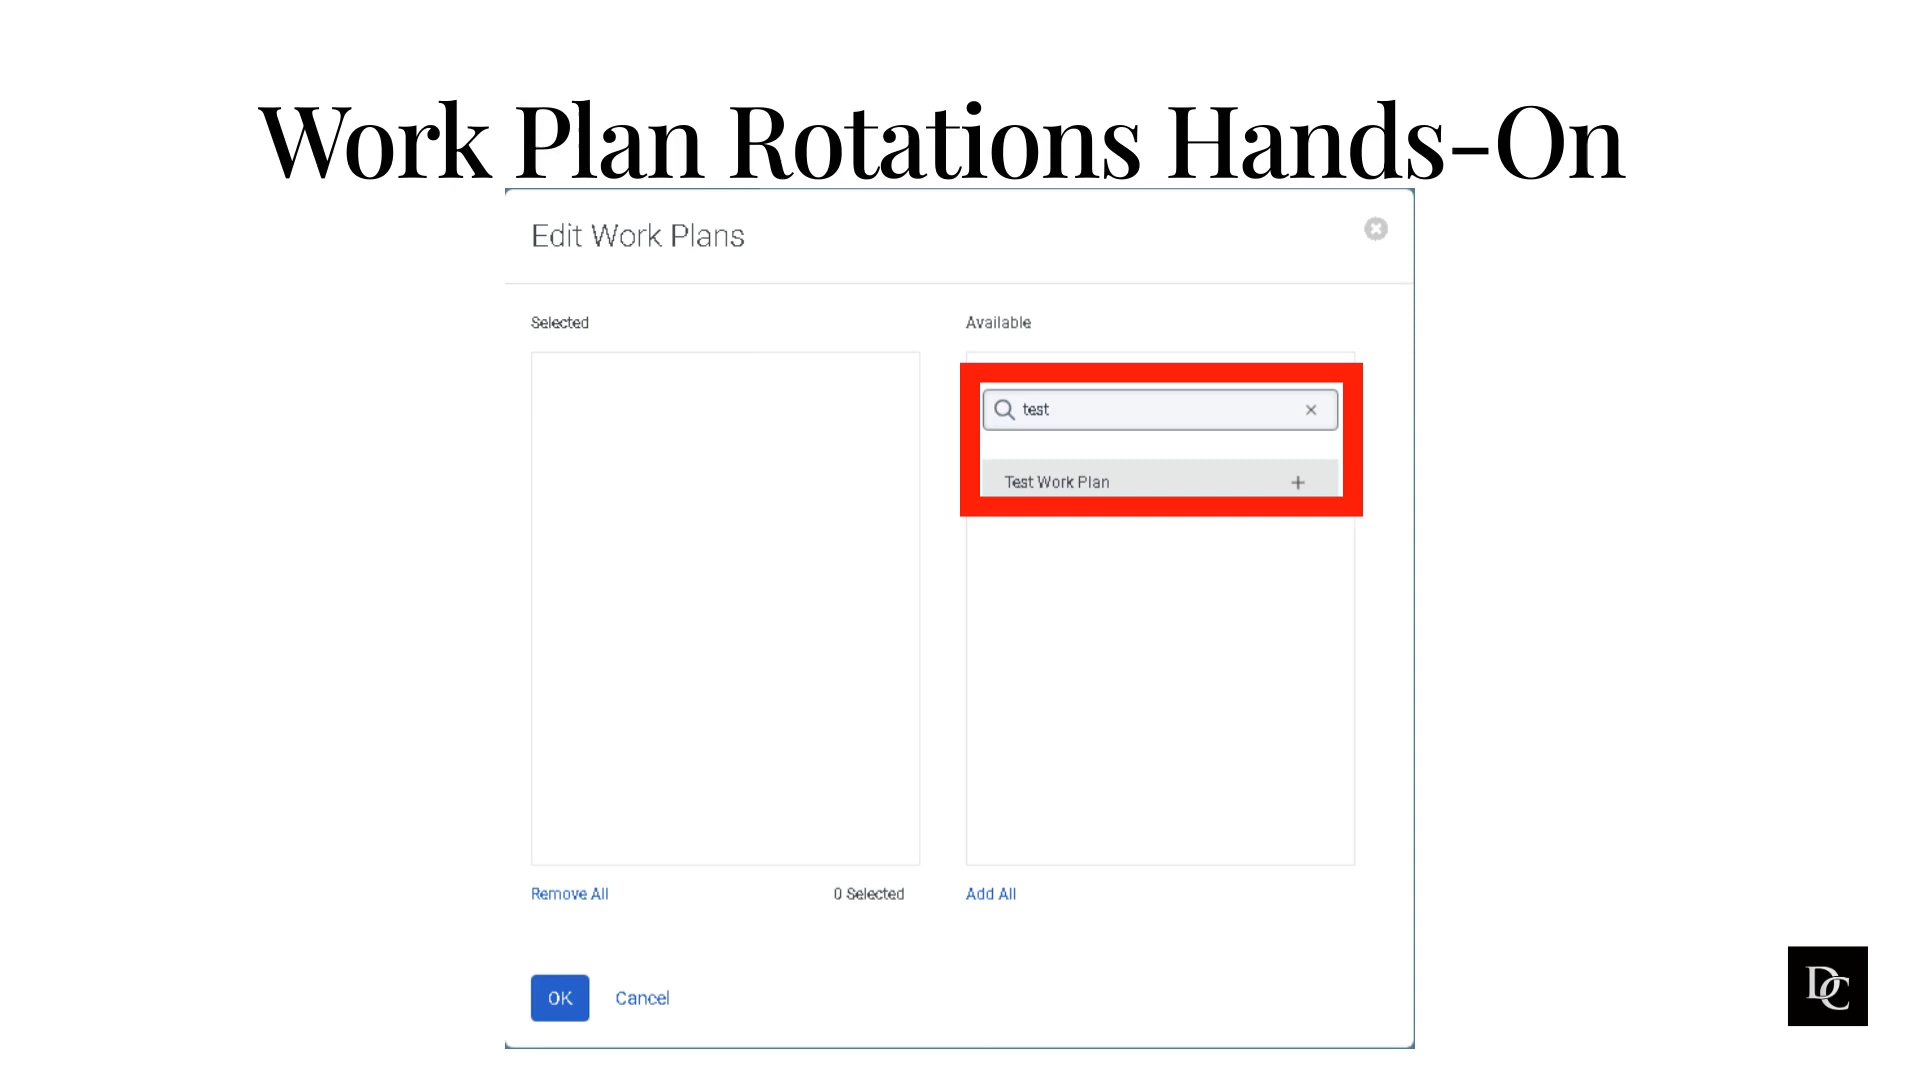 Work Plan Rotations Hands-On
Edit Work Plans
Selected
Available
test
Test Work Plan
Remove All
0 Selected
Add All
OK
Cancel
DC